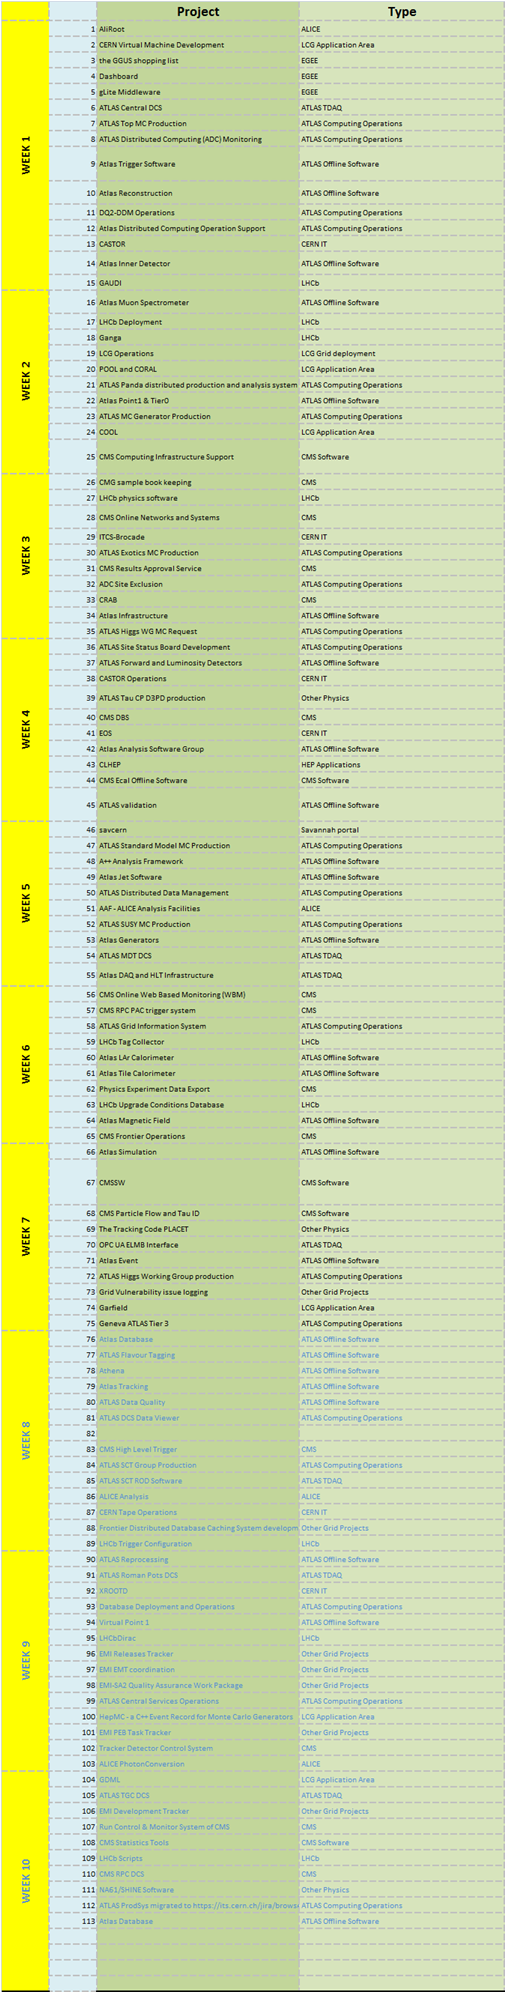 Project Type
WEEK 1
1 AliRoot ALICE
2 CERN Virtual Machine Development LCG Application Area
3 the GGUS shopping list EGEE
4 Dashboard EGEE
5 gLite Middleware EGEE
6 ATLAS Central DCS ATLAS TDAQ
7 ATLAS Top MC Production ATLAS Computing Operations
8 ATLAS Distributed Computing (ADC) Monitoring ATLAS Computing Operations
9 Atlas Trigger Software ATLAS Offline Software
10 Atlas Reconstruction ATLAS Offline Software
11 DQ2-DDM Operations ATLAS Computing Operations
12 Atlas Distributed Computing Operation Support ATLAS Computing Operations
13 CASTOR CERN IT
14 Atlas Inner Detector ATLAS Offline Software
15 GAUDI LHCb
WEEK 2
16 Atlas Muon Spectrometer ATLAS Offline Software
17 LHCb Deployment LHCb
18 Ganga LHCb
19 LCG Operations LCG Grid deployment
20 POOL and CORAL LCG Application Area
21 ATLAS Panda distributed production and analysis system ATLAS Computing Operations
22 Atlas Point1 & Tier0 ATLAS Offline Software
23 ATLAS MC Generator Production ATLAS Computing Operations
24 COOL LCG Application Area
25 CMS Computing Infrastructure Support CMS Software
WEEK 3
26 CMG sample book keeping CMS
27 LHCb physics software LHCb
28 CMS Online Networks and Systems CMS
29 ITCS-Brocade CERN IT
30 ATLAS Exotics MC Production ATLAS Computing Operations
31 CMS Results Approval Service CMS
32 ADC Site Exclusion ATLAS Computing Operations
33 CRAB CMS
34 Atlas Infrastructure ATLAS Offline Software
35 ATLAS Higgs WG MC Request ATLAS Computing Operations
WEEK 4
36 ATLAS Site Status Board Development ATLAS Computing Operations
37 ATLAS Forward and Luminosity Detectors ATLAS Offline Software
38 CASTOR Operations CERN IT
39 ATLAS Tau CP D3PD production Other Physics
40 CMS DBS CMS
41 EOS CERN IT
42 Atlas Analysis Software Group ATLAS Offline Software
43 CLHEP HEP Applications
44 CMS Ecal Offline Software CMS Software
45 ATLAS validation ATLAS Offline Software
WEEK 5
46 savcern Savannah portal
47 ATLAS Standard Model MC Production ATLAS Computing Operations
48 A++ Analysis Framework ATLAS Offline Software
49 Atlas Jet Software ATLAS Offline Software
50 ATLAS Distributed Data Management ATLAS Computing Operations
51 AAF - ALICE Analysis Facilities ALICE
52 ATLAS SUSY MC Production ATLAS Computing Operations
53 Atlas Generators ATLAS Offline Software
54 ATLAS MDT DCS ATLAS TDAQ
55 Atlas DAQ and HLT Infrastructure ATLAS TDAQ
WEEK 6
56 CMS Online Web Based Monitoring (WBM) CMS
57 CMS RPC PAC trigger system CMS
58 ATLAS Grid Information System ATLAS Computing Operations
59 LHCb Tag Collector LHCb
60 Atlas LAr Calorimeter ATLAS Offline Software
61 Atlas Tile Calorimeter ATLAS Offline Software
62 Physics Experiment Data Export CMS
63 LHCb Upgrade Conditions Database LHCb
64 Atlas Magnetic Field ATLAS Offline Software
65 CMS Frontier Operations CMS
WEEK 7
66 Atlas Simulation ATLAS Offline Software
67 CMSSW CMS Software
68 CMS Particle Flow and Tau ID CMS Software
69 The Tracking Code PLACET Other Physics
70 OPC UA ELMB Interface ATLAS TDAQ
71 Atlas Event ATLAS Offline Software
72 ATLAS Higgs Working Group production ATLAS Computing Operations
73 Grid Vulnerability issue logging Other Grid Projects
74 Garfield LCG Application Area
75 Geneva ATLAS Tier 3 ATLAS Computing Operations
WEEK 8
76 Atlas Database ATLAS Offline Software
77 ATLAS Flavour Tagging ATLAS Offline Software
78 Athena ATLAS Offline Software
79 Atlas Tracking ATLAS Offline Software
80 ATLAS Data Quality ATLAS Offline Software
81 ATLAS DCS Data Viewer ATLAS Computing Operations
82
83 CMS High Level Trigger CMS
84 ATLAS SCT Group Production ATLAS Computing Operations
85 ATLAS SCT ROD Software ATLAS TDAQ
86 ALICE Analysis ALICE
87 CERN Tape Operations CERN IT
88 Frontier Distributed Database Caching System developm Other Grid Projects
89 LHCb Trigger Configuration LHCb
WEEK 9
90 ATLAS Reprocessing ATLAS Offline Software
91 ATLAS Roman Pots DCS ATLAS TDAQ
92 XROOTD CERN IT
93 Database Deployment and Operations ATLAS Computing Operations
94 Virtual Point 1 ATLAS Offline Software
95 LHCbDirac LHCb
96 EMI Releases Tracker Other Grid Projects
97 EMI EMT coordination Other Grid Projects
98 EMI-SA2 Quality Assurance Work Package Other Grid Projects
99 ATLAS Central Services Operations ATLAS Computing Operations
100 HepMC - a C++ Event Record for Monte Carlo Generators LCG Application Area
101 EMI PEB Task Tracker Other Grid Projects
102 Tracker Detector Control System CMS
103 ALICE PhotonConversion ALICE
WEEK 10
104 GDML LCG Application Area
105 ATLAS TGC DCS ATLAS TDAQ
106 EMI Development Tracker Other Grid Projects
107 Run Control & Monitor System of CMS CMS
108 CMS Statistics Tools CMS Software
109 LHCb Scripts LHCb
110 CMS RPC DCS CMS
111 NA61/SHINE Software Other Physics
112 ATLAS ProdSys migrated to https://its.cern.ch/jira/brows ATLAS Computing Operations
113 Atlas Database ATLAS Offline Software